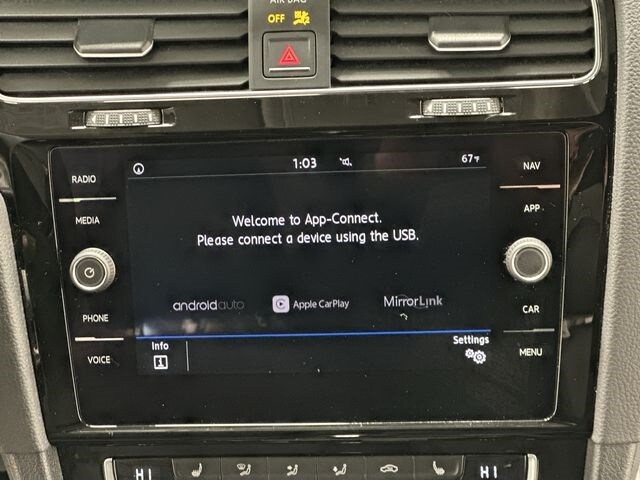 AIR BAG
OFF
1:03
67°F
RADIO
MEDIA
PHONE
VOICE
NAV
APP
CAR
MENU
Welcome to App-Connect.
Please connect a device using the USB.
androidauto
Apple CarPlay
MirrorLink
Info
Settings
HI
HI